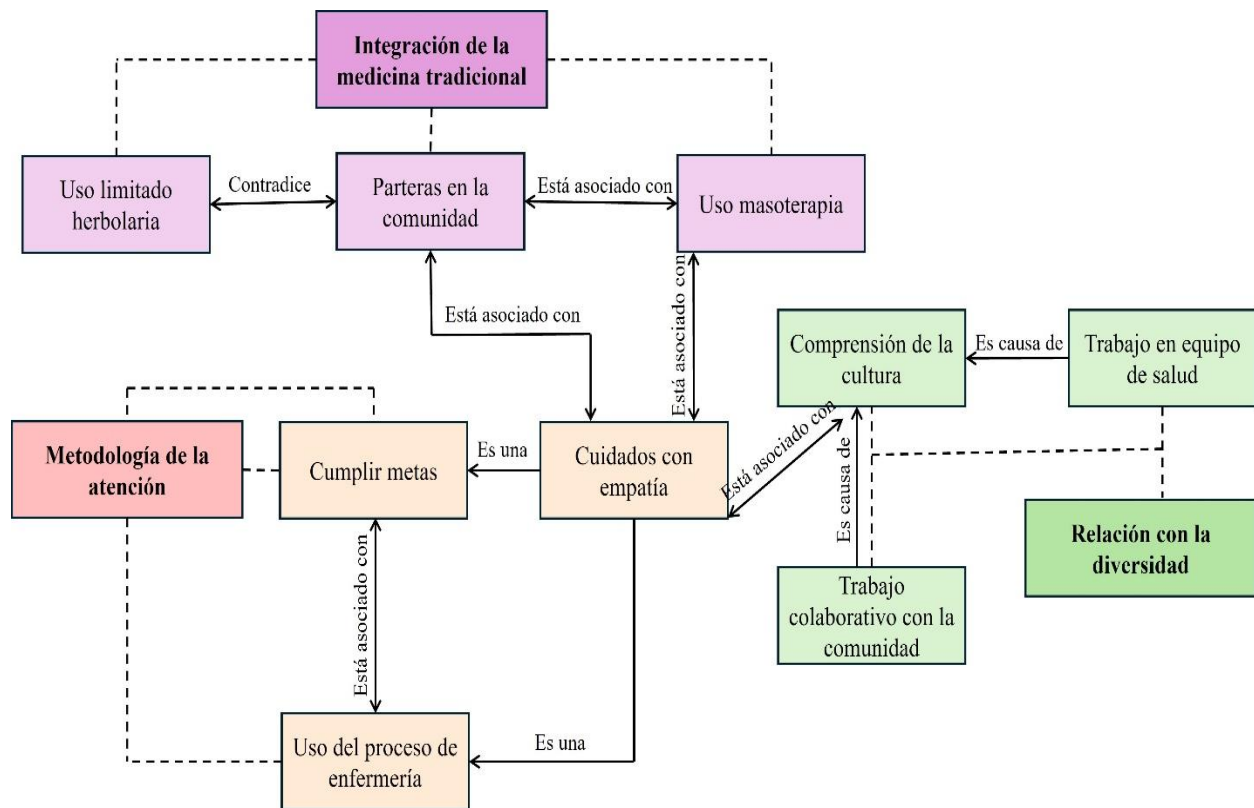 Integración de la
medicina tradicional
Uso limitado
herbolaria
Contradice
Parteras en la
comunidad
Está asociado con
Uso masoterapia
Está asociado con
Está asociado con
Comprensión de la
cultura
Es causa de
Trabajo en equipo
de salud
Metodología de la
atención
Cumplir metas
Es una
Cuidados con
empatía
Está asociado con
Es causa de
Relación con la
diversidad
Trabajo
colaborativo con la
comunidad
Está asociado con
Uso del proceso de
enfermería
Es una